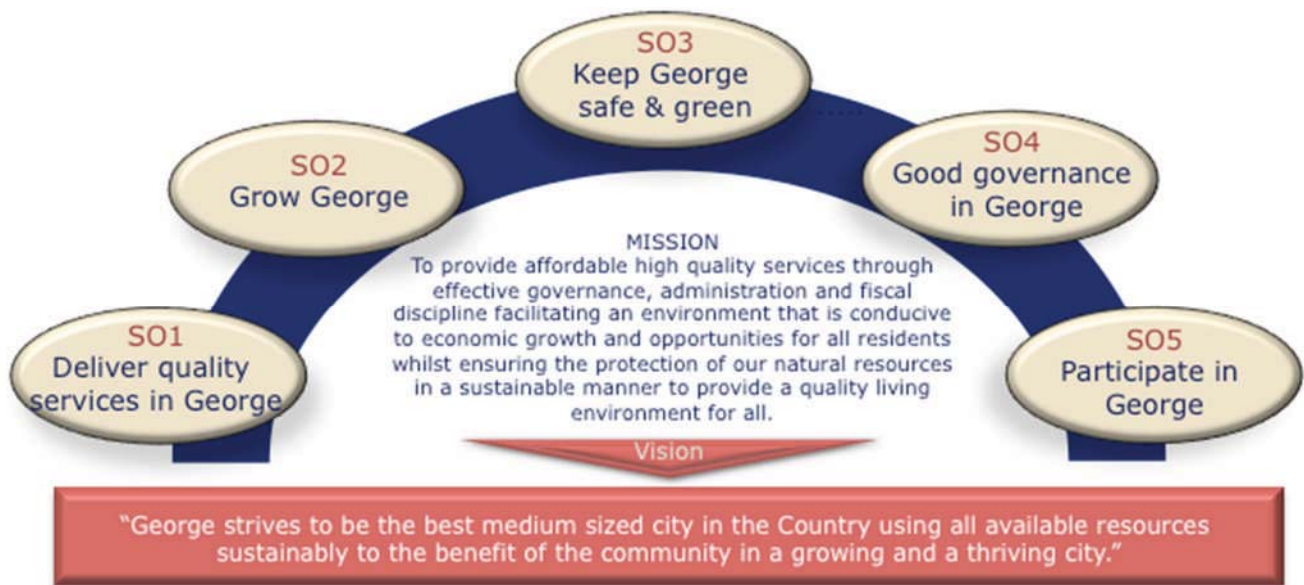 SO1
Deliver quality
services in George
SO2
Grow George
SO3
Keep George
safe & green
SO4
Good governance
in George
SO5
Participate in
George
MISSION
To provide affordable high quality services through
effective governance, administration and fiscal
discipline facilitating an environment that is conducive
to economic growth and opportunities for all residents
whilst ensuring the protection of our natural resources
in a sustainable manner to provide a quality living
environment for all.
Vision
“George strives to be the best medium sized city in the Country using all available resources
sustainably to the benefit of the community in a growing and a thriving city.”